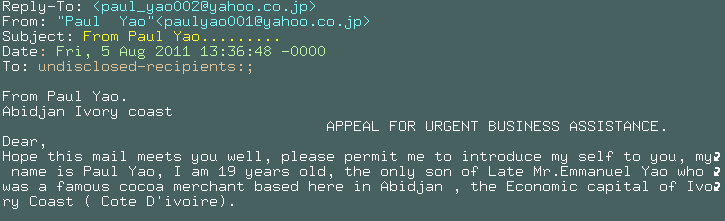 Reply-To: <paul_yao002@yahoo.co.jp>
From: "Paul  Yao"<paulyao001@yahoo.co.jp>
Subject: From Paul Yao.........
Date: Fri, 5 Aug 2011 13:36:48 -0000
To: undisclosed-recipients:;
From Paul Yao.
Abidjan Ivory coast
APPEAL FOR URGENT BUSINESS ASSISTANCE.
Dear,
Hope this mail meets you well, please permit me to introduce my self to you, my
name is Paul Yao, I am 19 years old, the only son of Late Mr.Emmanuel Yao who
was a famous cocoa merchant based here in Abidjan , the Economic capital of Ivo
ry Coast ( Cote D'ivoire).